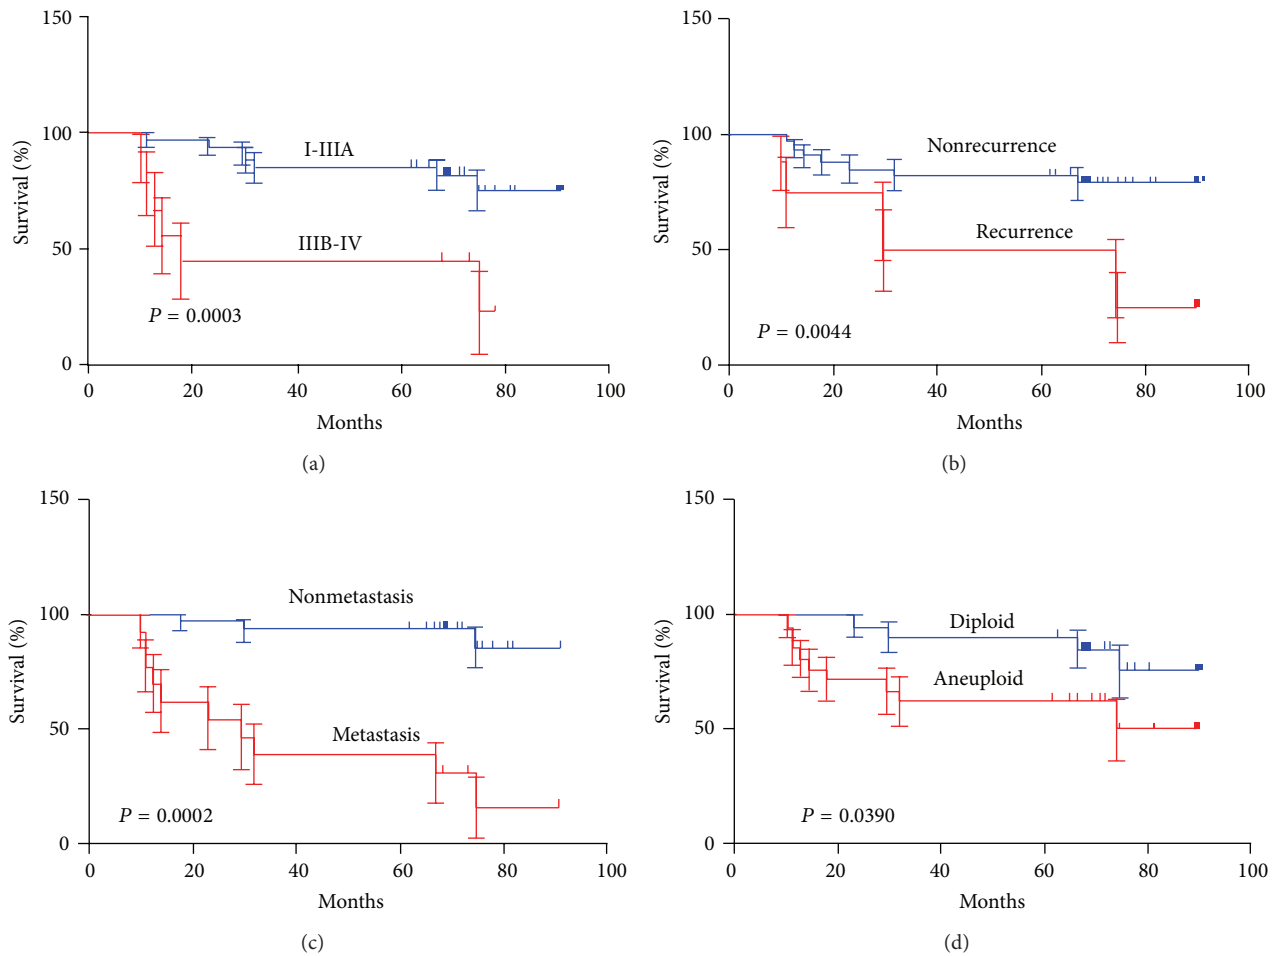 150
100
50
0
Survival (%)
I-IIIA
IIIB-IV
P = 0.0003
0 20 40 60 80 100
Months
(a)
150
100
50
0
Survival (%)
Nonrecurrence
Recurrence
P = 0.0044
0 20 40 60 80 100
Months
(b)
150
100
50
0
Survival (%)
Nonmetastasis
Metastasis
P = 0.0002
0 20 40 60 80 100
Months
(c)
150
100
50
0
Survival (%)
Diploid
Aneuploid
P = 0.0390
0 20 40 60 80 100
Months
(d)